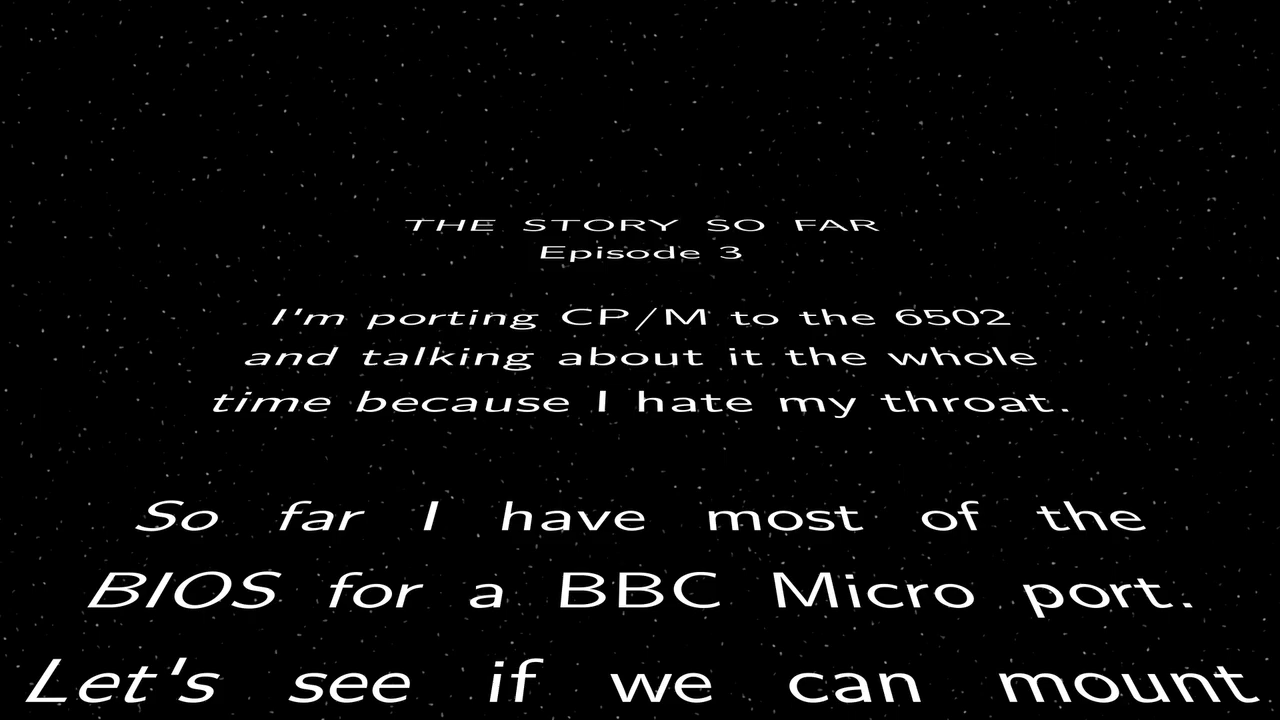 THE STORY SO FAR
Episode 3
I'm porting CP/M to the 6502
and talking about it the whole
time because I hate my throat.
So far I have most of the
BIOS for a BBC Micro port.
Let's see if we can mount